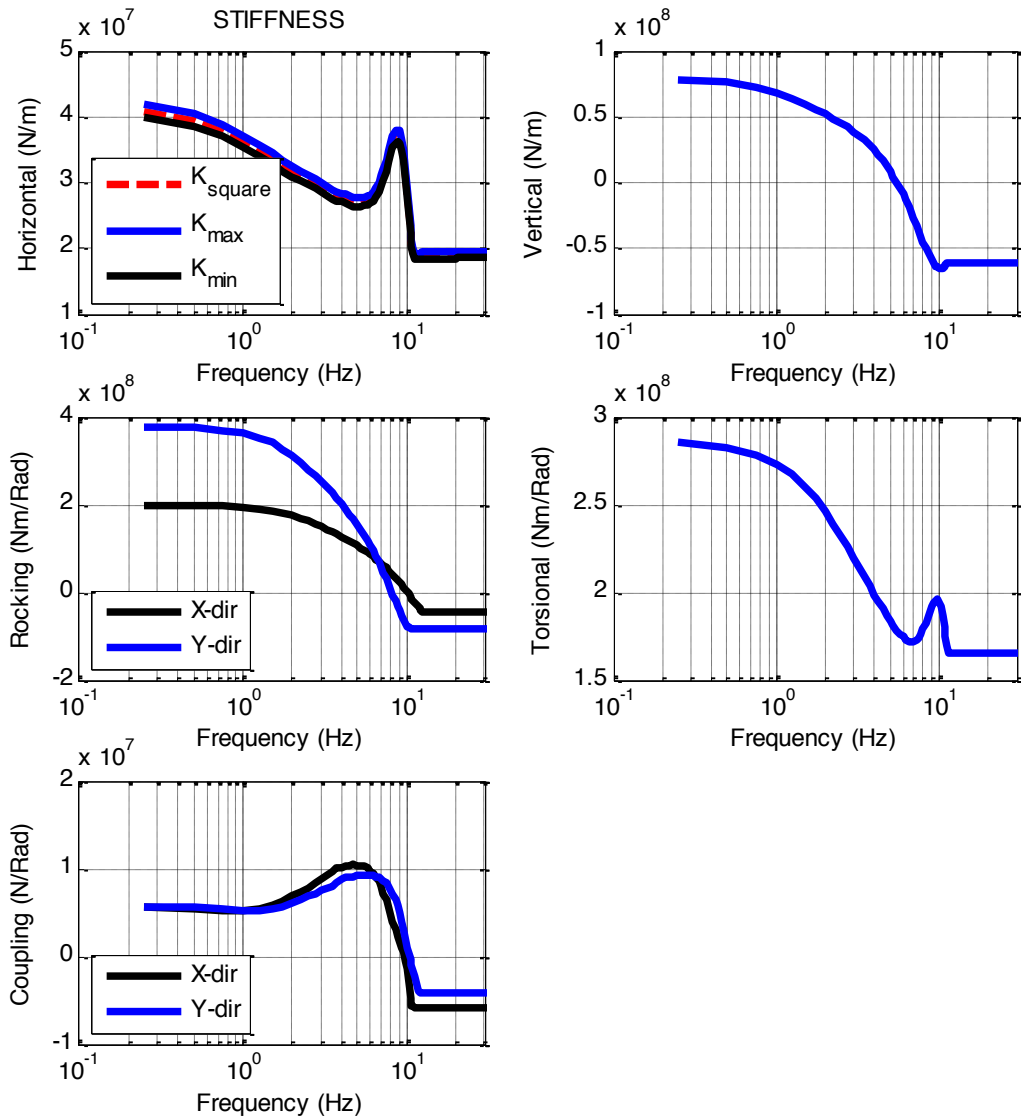 STIFFNESS
x 10^7
5
4
3
2
1
Horizontal (N/m)
K_square
K_max
K_min
10^-1 10^0 10^1
Frequency (Hz)
x 10^8
1
0.5
0
-0.5
-1
Vertical (N/m)
10^-1 10^0 10^1
Frequency (Hz)
x 10^8
4
2
0
-2
Rocking (Nm/Rad)
X-dir
Y-dir
10^-1 10^0 10^1
Frequency (Hz)
x 10^8
3
2.5
2
1.5
Torsional (Nm/Rad)
10^-1 10^0 10^1
Frequency (Hz)
x 10^7
2
1
0
-1
Coupling (N/Rad)
X-dir
Y-dir
10^-1 10^0 10^1
Frequency (Hz)